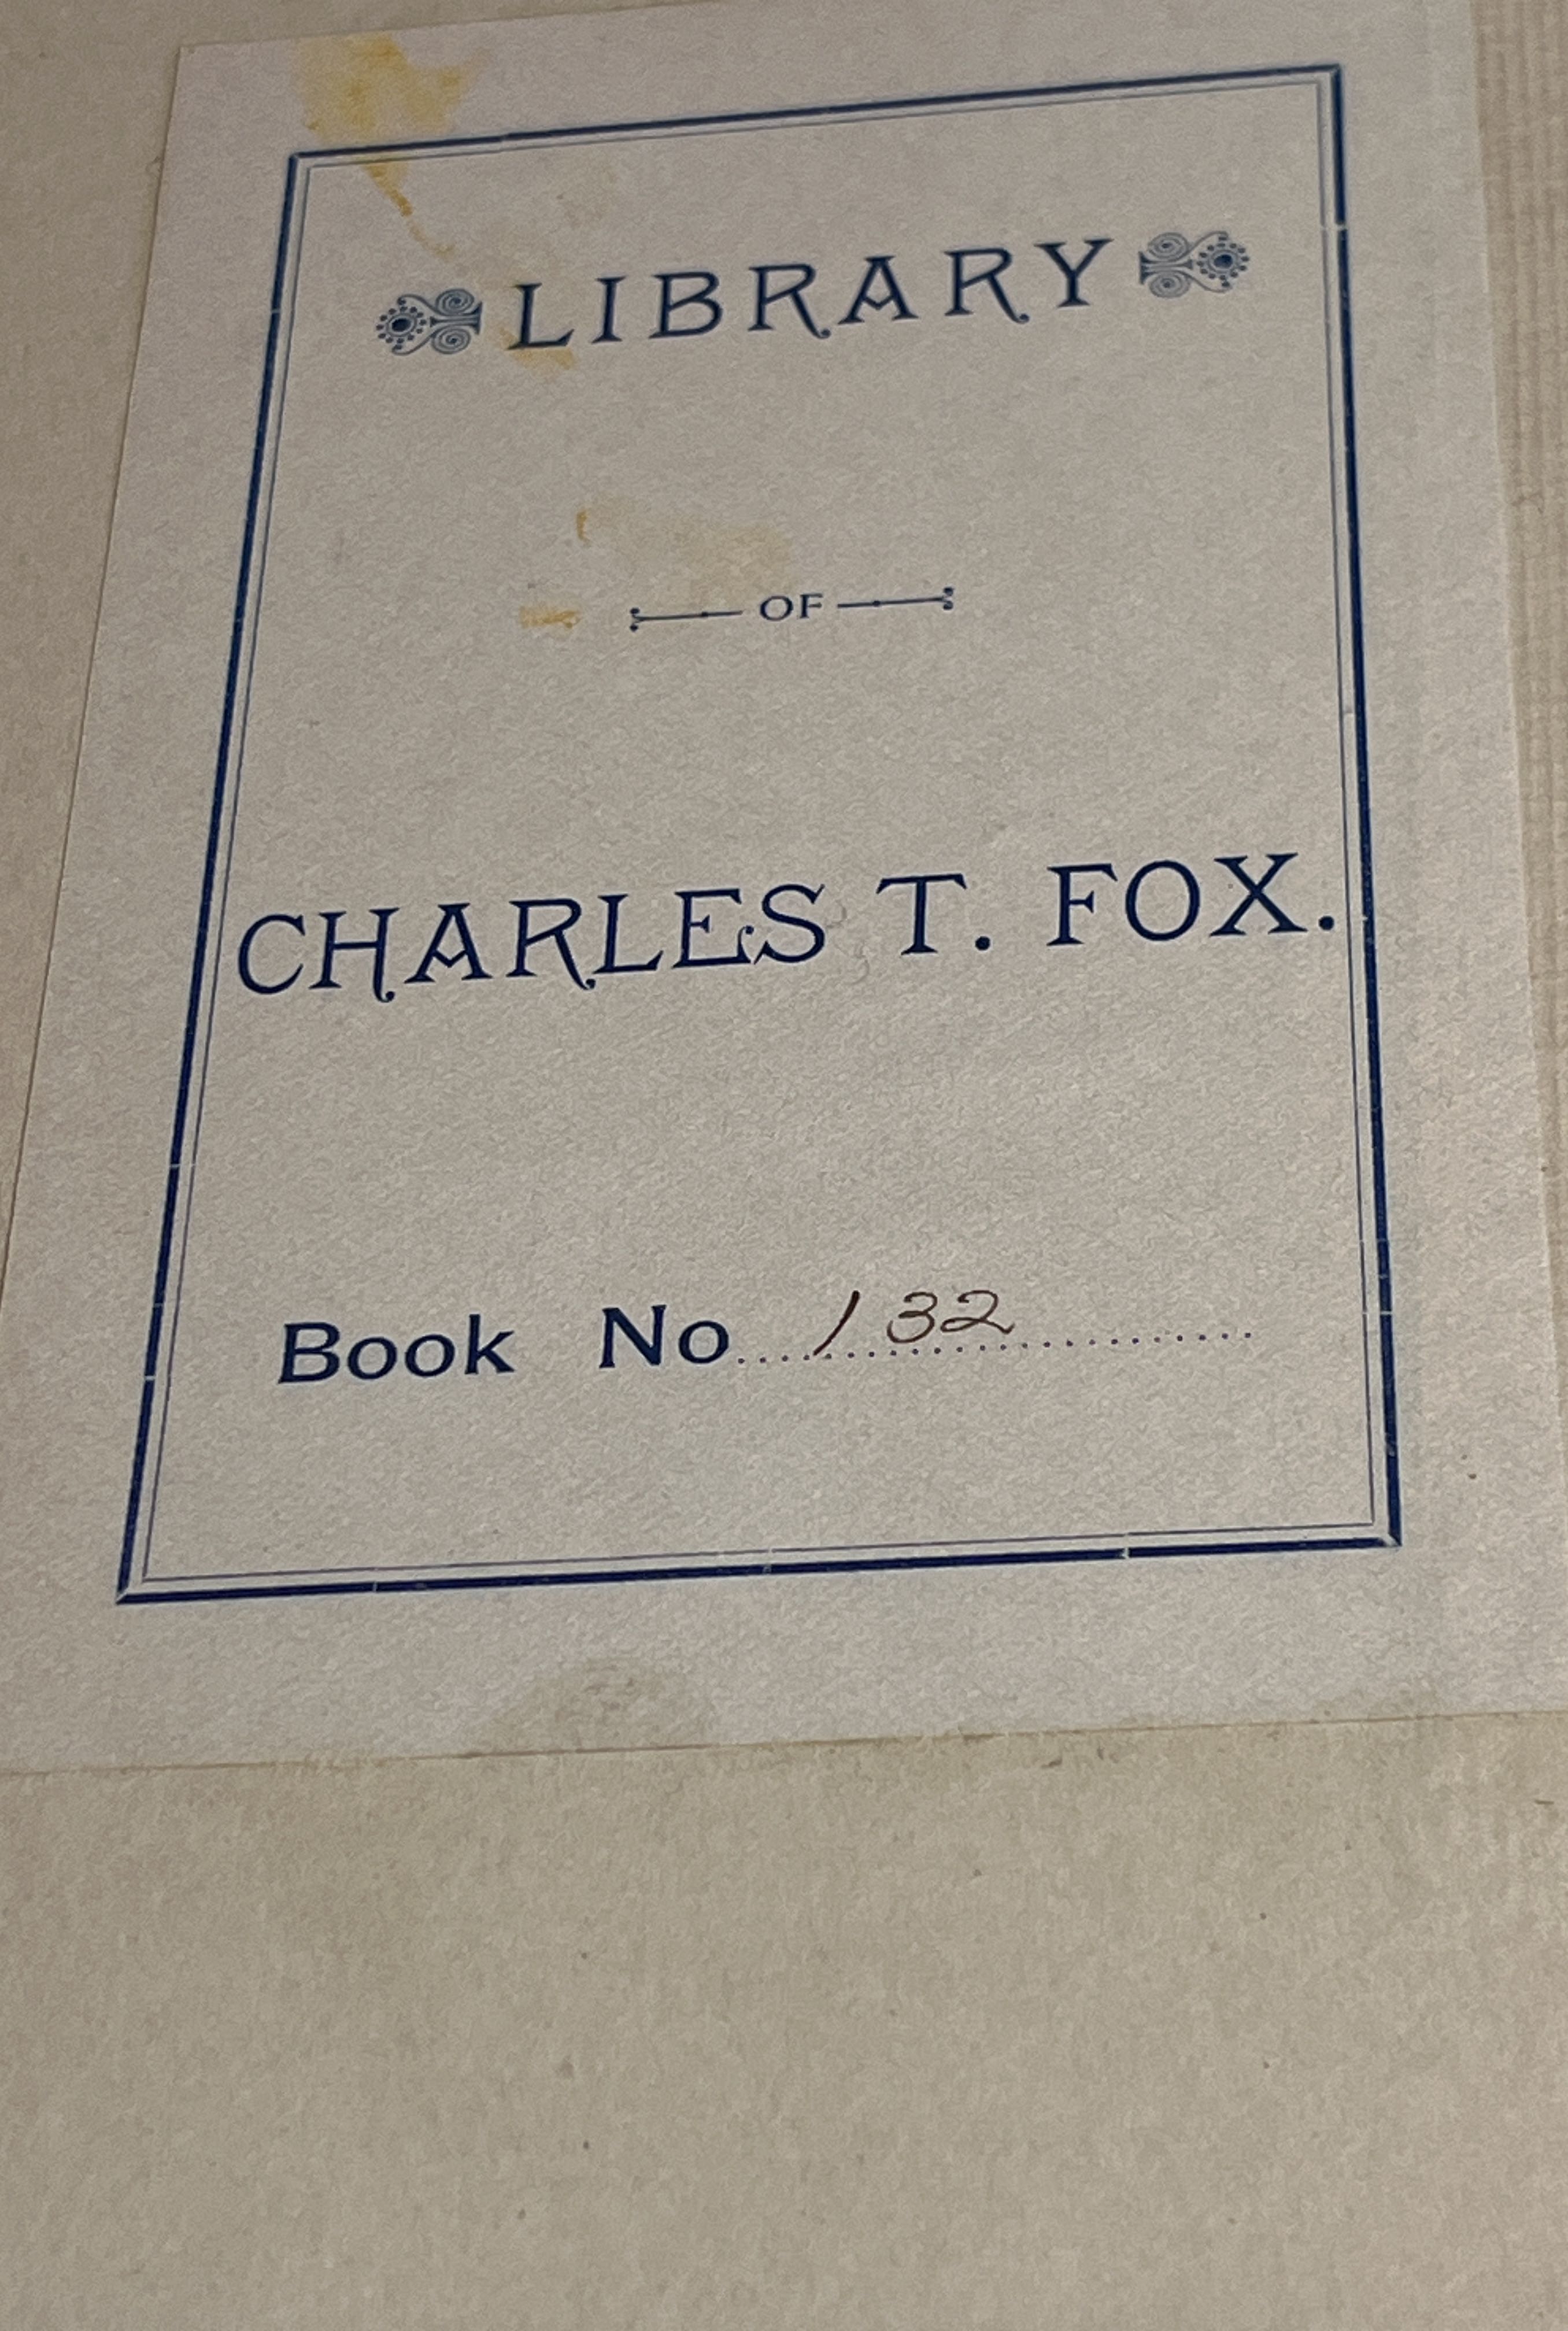 LIBRARY
OF
CHARLES T. FOX.
Book No....132............